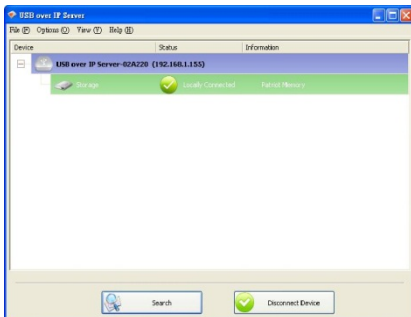 USB over IP Server
File (F) Options (O) View (V) Help (H)
Device Status Information
USB over IP Server-02A220 (192.168.1.155)
Storage Locally Connected Patriot Memory
Search Disconnect Device